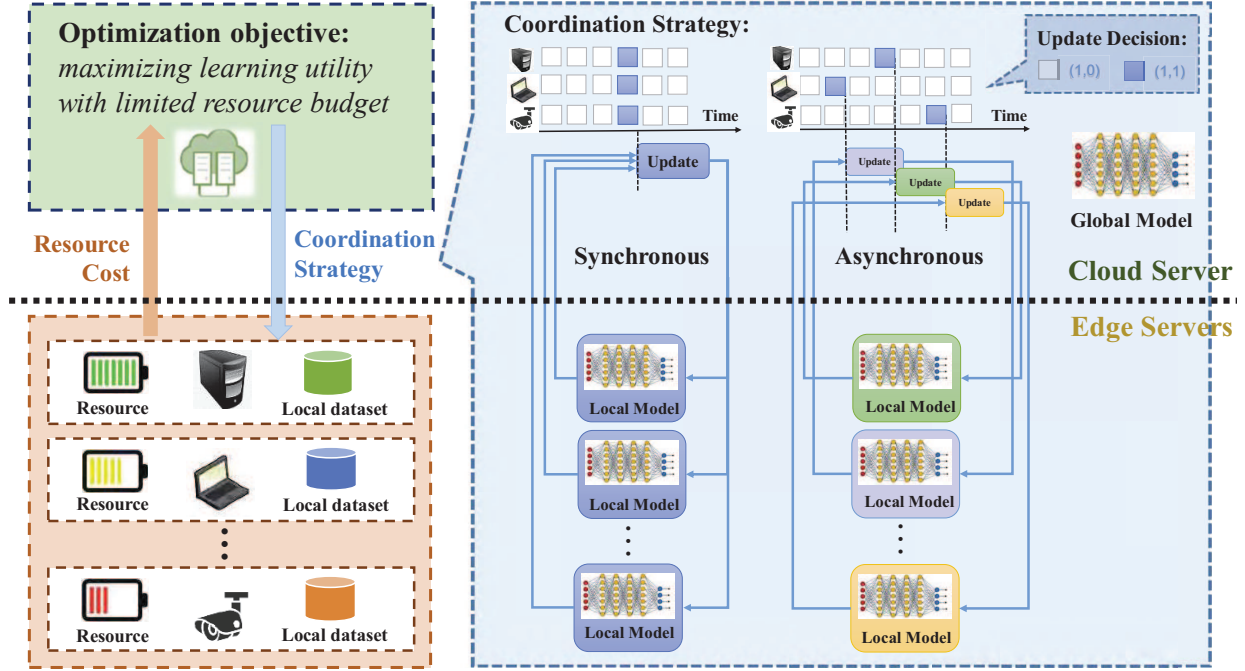 Optimization objective:
maximizing learning utility
with limited resource budget
Resource
Cost
Coordination
Strategy
Resource
Local dataset
Resource
Local dataset
Resource
Local dataset
Coordination Strategy:
Time
Update
Synchronous
Time
Update
Update
Update
Asynchronous
Update Decision:
(1,0)
(1,1)
Global Model
Cloud Server
Edge Servers
Local Model
Local Model
Local Model
Local Model
Local Model
Local Model